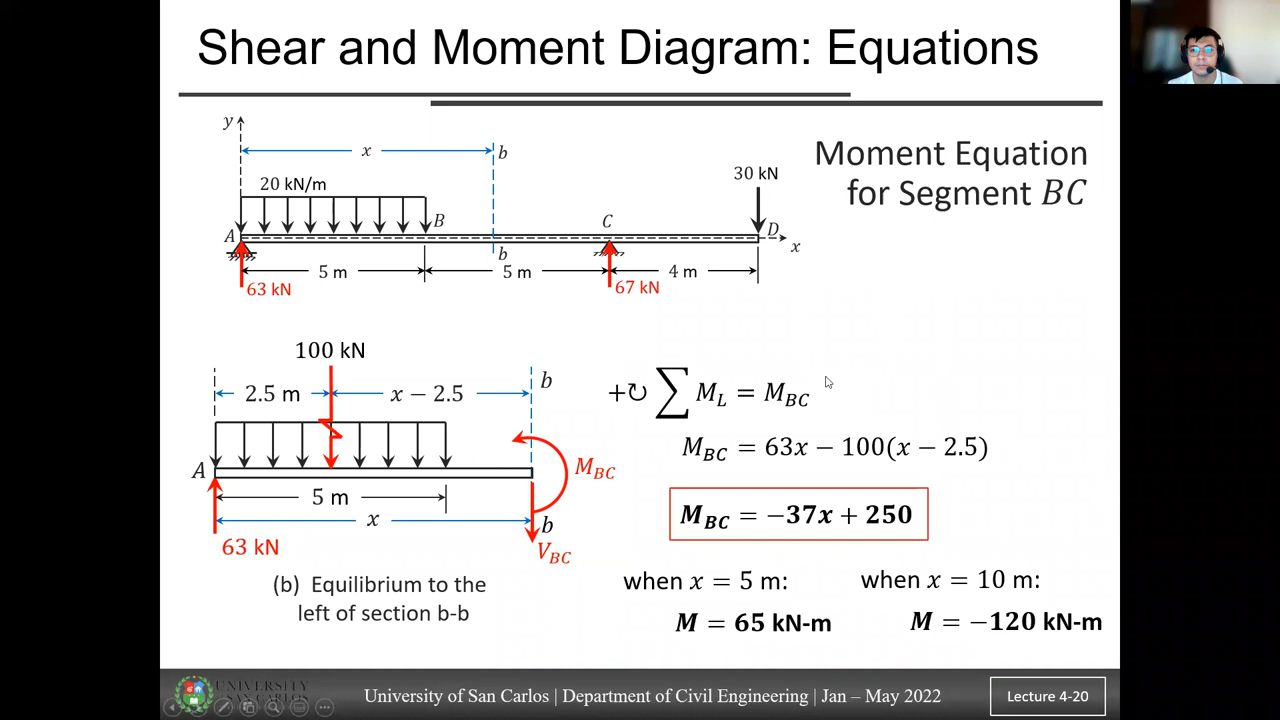 Shear and Moment Diagram: Equations
Moment Equation
for Segment BC
y
x
b
20 kN/m
30 kN
A
B
C
D
x
b
5 m
5 m
4 m
63 kN
67 kN
100 kN
2.5 m
x − 2.5
b
A
M_BC
5 m
x
b
63 kN
V_BC
(b) Equilibrium to the
left of section b-b
+↻ ∑ M_L = M_BC
M_BC = 63x − 100(x − 2.5)
M_BC = −37x + 250
when x = 5 m:
M = 65 kN-m
when x = 10 m:
M = −120 kN-m
UNIVERSITY
SAN CARLOS
University of San Carlos | Department of Civil Engineering | Jan – May 2022
Lecture 4-20